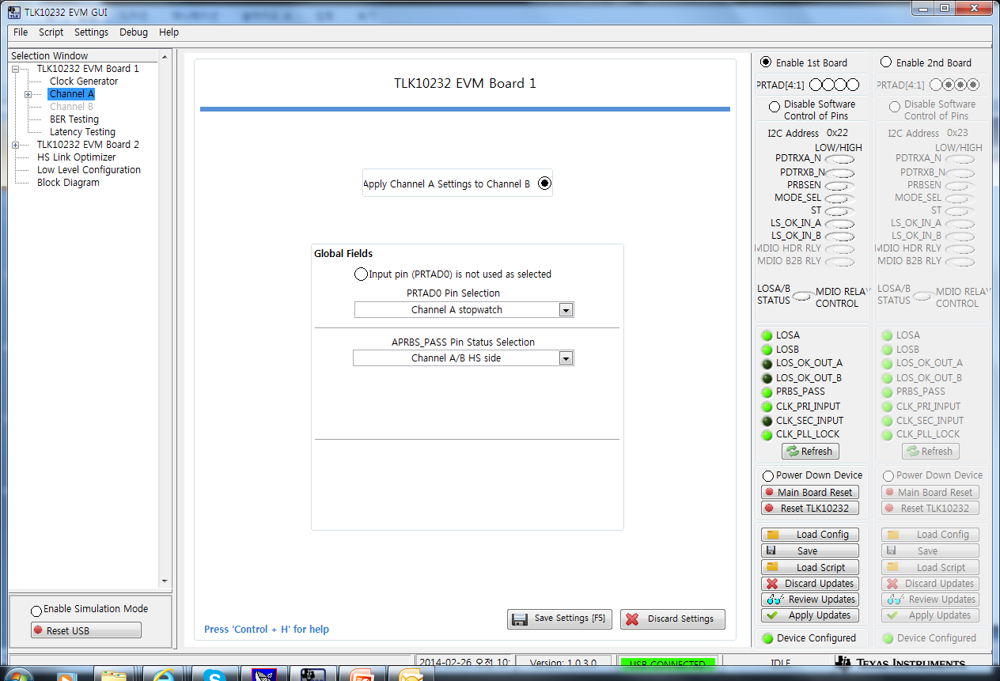 TLK10232 EVM GUI
File Script Settings Debug Help
Selection Window
TLK10232 EVM Board 1
Clock Generator
Channel A
Channel B
BER Testing
Latency Testing
TLK10232 EVM Board 2
HS Link Optimizer
Low Level Configuration
Block Diagram
Enable Simulation Mode
Reset USB
TLK10232 EVM Board 1
Apply Channel A Settings to Channel B
Global Fields
Input pin (PRTAD0) is not used as selected
PRTAD0 Pin Selection
Channel A stopwatch
APRBS_PASS Pin Status Selection
Channel A/B HS side
Press 'Control + H' for help
Save Settings [F5]
Discard Settings
Enable 1st Board
PRTAD[4:1]
Disable Software
Control of Pins
I2C Address 0x22
LOW/HIGH
PDTRXA_N
PDTRXB_N
PRBSEN
MODE_SEL
ST
LS_OK_IN_A
LS_OK_IN_B
MDIO HDR RLY
MDIO B2B RLY
LOSA/B
STATUS
MDIO RELAY
CONTROL
LOSA
LOSB
LOS_OK_OUT_A
LOS_OK_OUT_B
PRBS_PASS
CLK_PRI_INPUT
CLK_SEC_INPUT
CLK_PLL_LOCK
Refresh
Power Down Device
Main Board Reset
Reset TLK10232
Load Config
Save
Load Script
Discard Updates
Review Updates
Apply Updates
Device Configured
Enable 2nd Board
PRTAD[4:1]
Disable Software
Control of Pins
I2C Address 0x23
LOW/HIGH
PDTRXA_N
PDTRXB_N
PRBSEN
MODE_SEL
ST
LS_OK_IN_A
LS_OK_IN_B
MDIO HDR RLY
MDIO B2B RLY
LOSA/B
STATUS
MDIO RELAY
CONTROL
LOSA
LOSB
LOS_OK_OUT_A
LOS_OK_OUT_B
PRBS_PASS
CLK_PRI_INPUT
CLK_SEC_INPUT
CLK_PLL_LOCK
Refresh
Power Down Device
Main Board Reset
Reset TLK10232
Load Config
Save
Load Script
Discard Updates
Review Updates
Apply Updates
Device Configured
2014-02-26 오전 10: Version: 1.0.3.0 USB CONNECTED IDLE TEXAS INSTRUMENTS